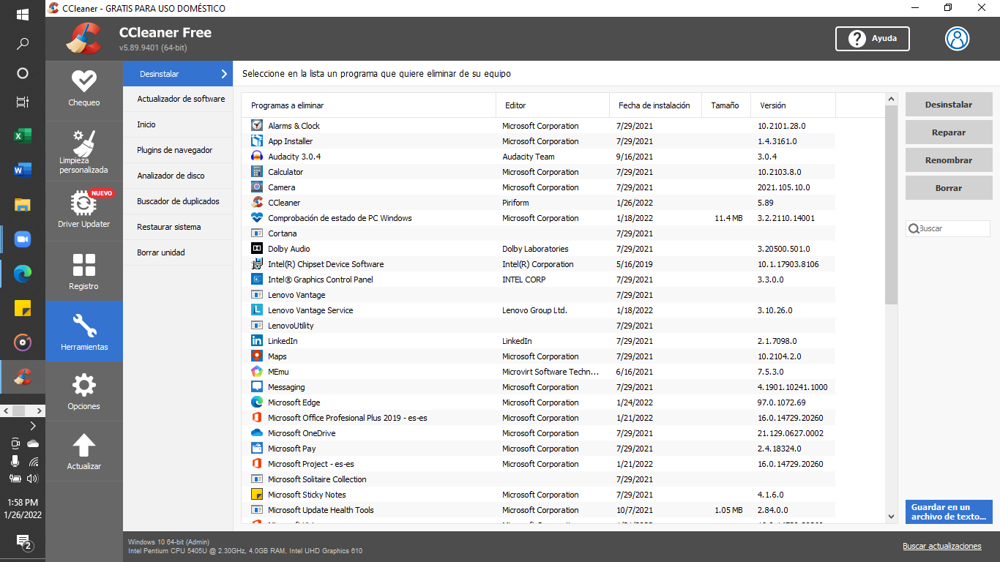 CCleaner - GRATIS PARA USO DOMÉSTICO
CCleaner Free
v5.89.9401 (64-bit)
Ayuda
Chequeo
Limpieza
personalizada
NUEVO
Driver Updater
Registro
Herramientas
Opciones
Actualizar
Desinstalar
Actualizador de software
Inicio
Plugins de navegador
Analizador de disco
Buscador de duplicados
Restaurar sistema
Borrar unidad
Seleccione en la lista un programa que quiere eliminar de su equipo
Programas a eliminar Editor Fecha de instalación Tamaño Versión
Alarms & Clock Microsoft Corporation 7/29/2021 10.2101.28.0
App Installer Microsoft Corporation 7/29/2021 1.4.3161.0
Audacity 3.0.4 Audacity Team 9/16/2021 3.0.4
Calculator Microsoft Corporation 7/29/2021 10.2103.8.0
Camera Microsoft Corporation 7/29/2021 2021.105.10.0
CCleaner Piriform 1/26/2022 5.89
Comprobación de estado de PC Windows Microsoft Corporation 1/18/2022 11.4 MB 3.2.2110.14001
Cortana 7/29/2021
Dolby Audio Dolby Laboratories 7/29/2021 3.20500.501.0
Intel(R) Chipset Device Software Intel(R) Corporation 5/16/2019 10.1.17903.8106
Intel® Graphics Control Panel INTEL CORP 7/29/2021 3.3.0.0
Lenovo Vantage 7/29/2021
Lenovo Vantage Service Lenovo Group Ltd. 1/18/2022 3.10.26.0
LenovoUtility 7/29/2021
LinkedIn LinkedIn 7/29/2021 2.1.7098.0
Maps Microsoft Corporation 7/29/2021 10.2104.2.0
MEmu Microvirt Software Techn... 6/16/2021 7.5.3.0
Messaging Microsoft Corporation 7/29/2021 4.1901.10241.1000
Microsoft Edge Microsoft Corporation 1/24/2022 97.0.1072.69
Microsoft Office Profesional Plus 2019 - es-es Microsoft Corporation 1/21/2022 16.0.14729.20260
Microsoft OneDrive Microsoft Corporation 7/29/2021 21.129.0627.0002
Microsoft Pay Microsoft Corporation 7/29/2021 2.4.18324.0
Microsoft Project - es-es Microsoft Corporation 1/21/2022 16.0.14729.20260
Microsoft Solitaire Collection 7/29/2021
Microsoft Sticky Notes Microsoft Corporation 7/29/2021 4.1.6.0
Microsoft Update Health Tools Microsoft Corporation 10/7/2021 1.05 MB 2.84.0.0
Desinstalar
Reparar
Renombrar
Borrar
Buscar
Guardar en un
archivo de texto...
Windows 10 64-bit (Admin)
Intel Pentium CPU 5405U @ 2.30GHz, 4.0GB RAM, Intel UHD Graphics 610
Buscar actualizaciones
1:58 PM
1/26/2022
2